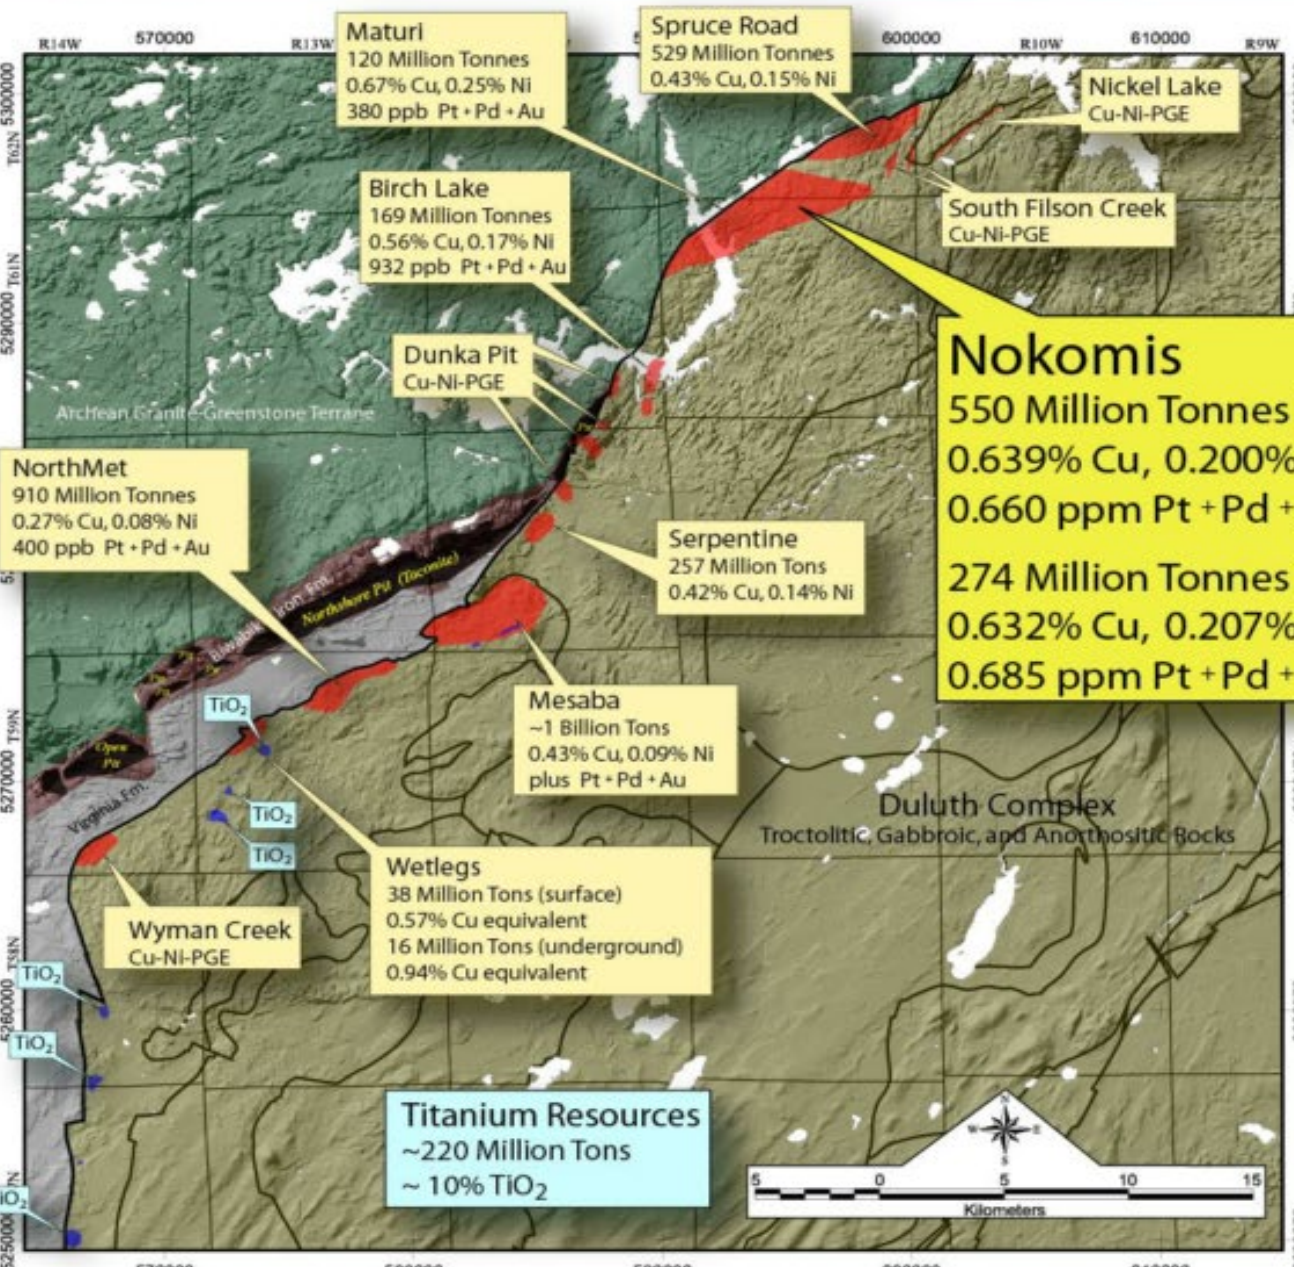 R14W
570000
R13W
600000
R10W
610000
R9W
5300000
T62N
T61N
5290000
T59N
5270000
T58N
5260000
5250000
Maturi
120 Million Tonnes
0.67% Cu, 0.25% Ni
380 ppb Pt + Pd + Au
Spruce Road
529 Million Tonnes
0.43% Cu, 0.15% Ni
Nickel Lake
Cu-Ni-PGE
Birch Lake
169 Million Tonnes
0.56% Cu, 0.17% Ni
932 ppb Pt + Pd + Au
South Filson Creek
Cu-Ni-PGE
Dunka Pit
Cu-Ni-PGE
Nokomis
550 Million Tonnes
0.639% Cu, 0.200%
0.660 ppm Pt + Pd +
274 Million Tonnes
0.632% Cu, 0.207%
0.685 ppm Pt + Pd +
Archean Granite-Greenstone Terrane
NorthMet
910 Million Tonnes
0.27% Cu, 0.08% Ni
400 ppb Pt + Pd + Au
Serpentine
257 Million Tons
0.42% Cu, 0.14% Ni
Biwabik Iron Fm.
Northshore Pit (Taconite)
Mesaba
~1 Billion Tons
0.43% Cu, 0.09% Ni
plus Pt + Pd + Au
TiO2
Open
Pit
Virginia Fm.
TiO2
TiO2
Duluth Complex
Troctolitic, Gabbroic, and Anorthositic Rocks
Wetlegs
38 Million Tons (surface)
0.57% Cu equivalent
16 Million Tons (underground)
0.94% Cu equivalent
Wyman Creek
Cu-Ni-PGE
TiO2
TiO2
Titanium Resources
~220 Million Tons
~ 10% TiO2
iO2
N
W
E
S
5
0
5
10
15
Kilometers